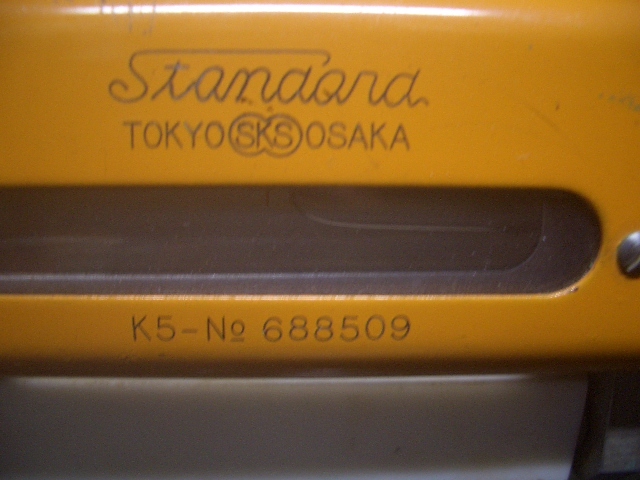 Standard
TOKYO SKS OSAKA
K5-№ 688509